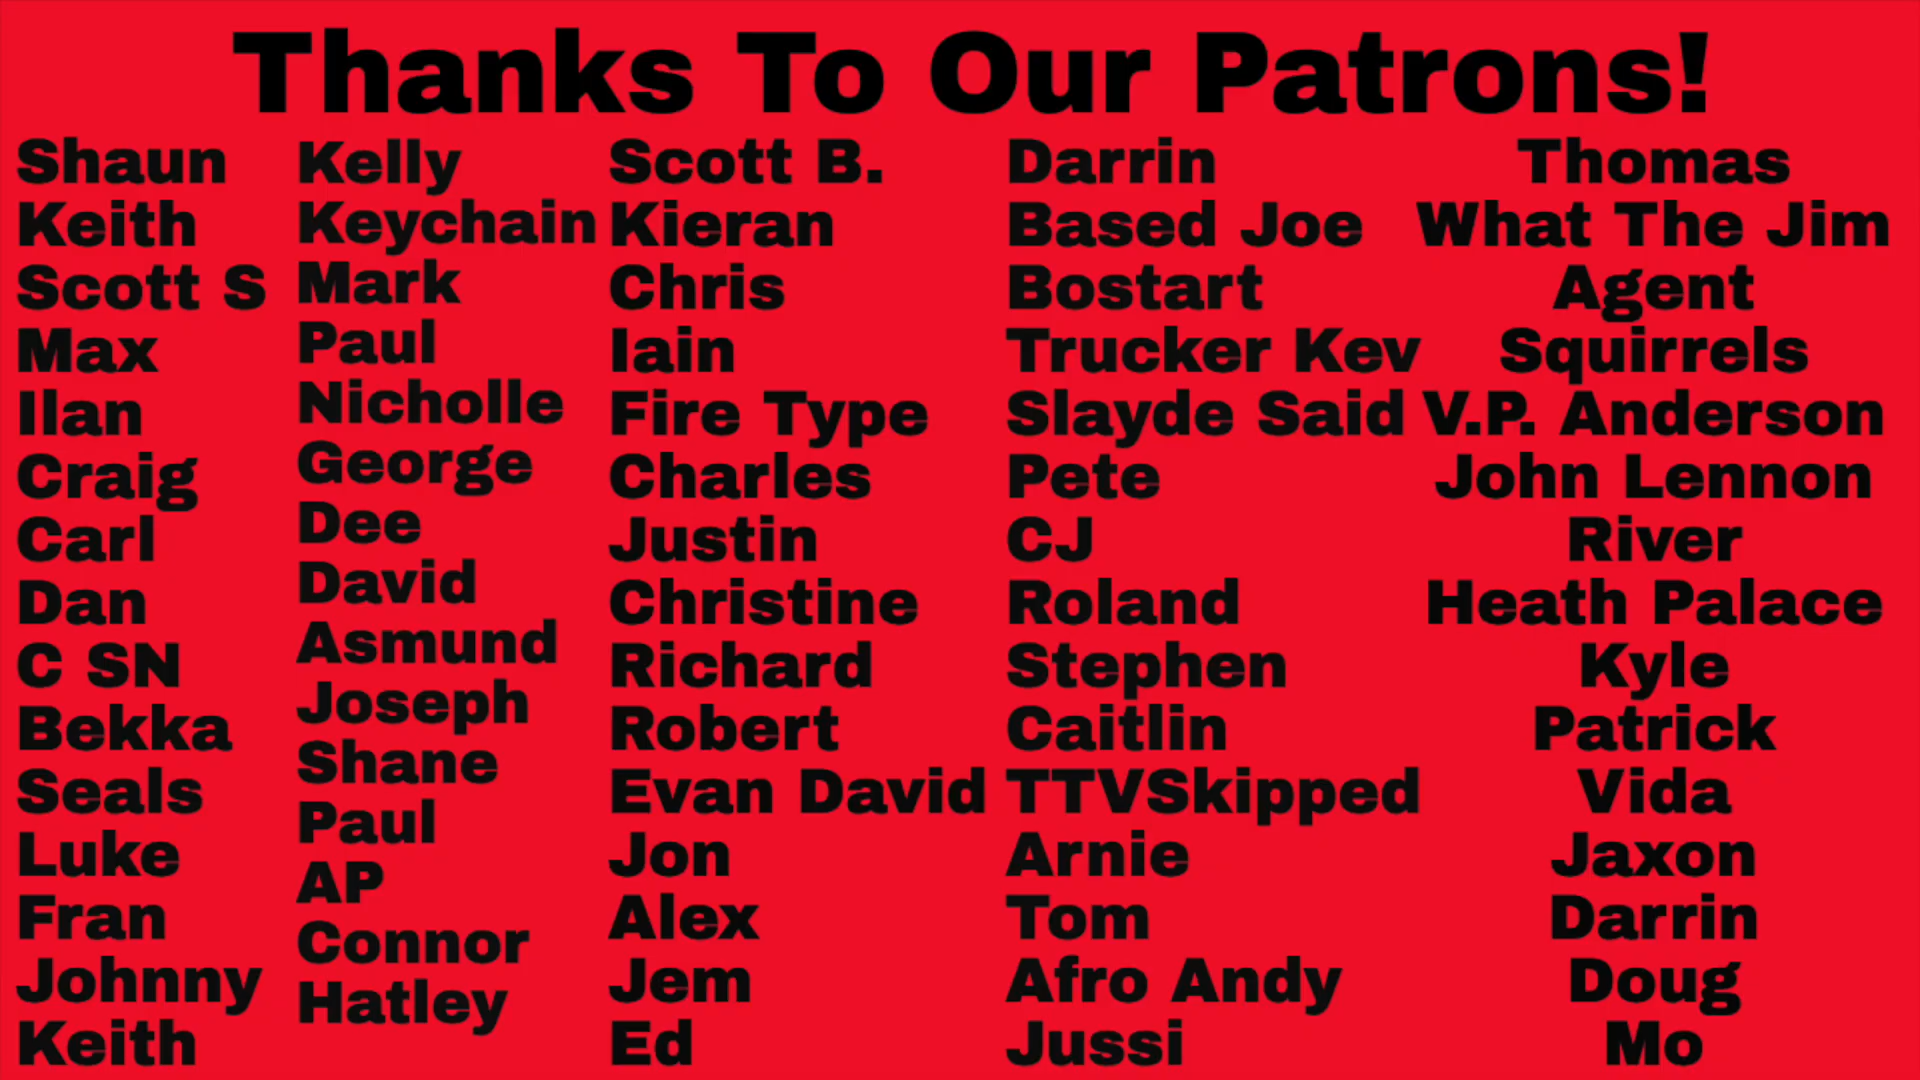 Thanks To Our Patrons!
Shaun
Keith
Scott S
Max
Ilan
Craig
Carl
Dan
C SN
Bekka
Seals
Luke
Fran
Johnny
Keith
Kelly
Keychain
Mark
Paul
Nicholle
George
Dee
David
Asmund
Joseph
Shane
Paul
AP
Connor
Hatley
Scott B.
Kieran
Chris
Iain
Fire Type
Charles
Justin
Christine
Richard
Robert
Evan David
Jon
Alex
Jem
Ed
Darrin
Based Joe
Bostart
Trucker Kev
Slayde Said
Pete
CJ
Roland
Stephen
Caitlin
TTVSkipped
Arnie
Tom
Afro Andy
Jussi
Thomas
What The Jim
Agent
Squirrels
V.P. Anderson
John Lennon
River
Heath Palace
Kyle
Patrick
Vida
Jaxon
Darrin
Doug
Mo